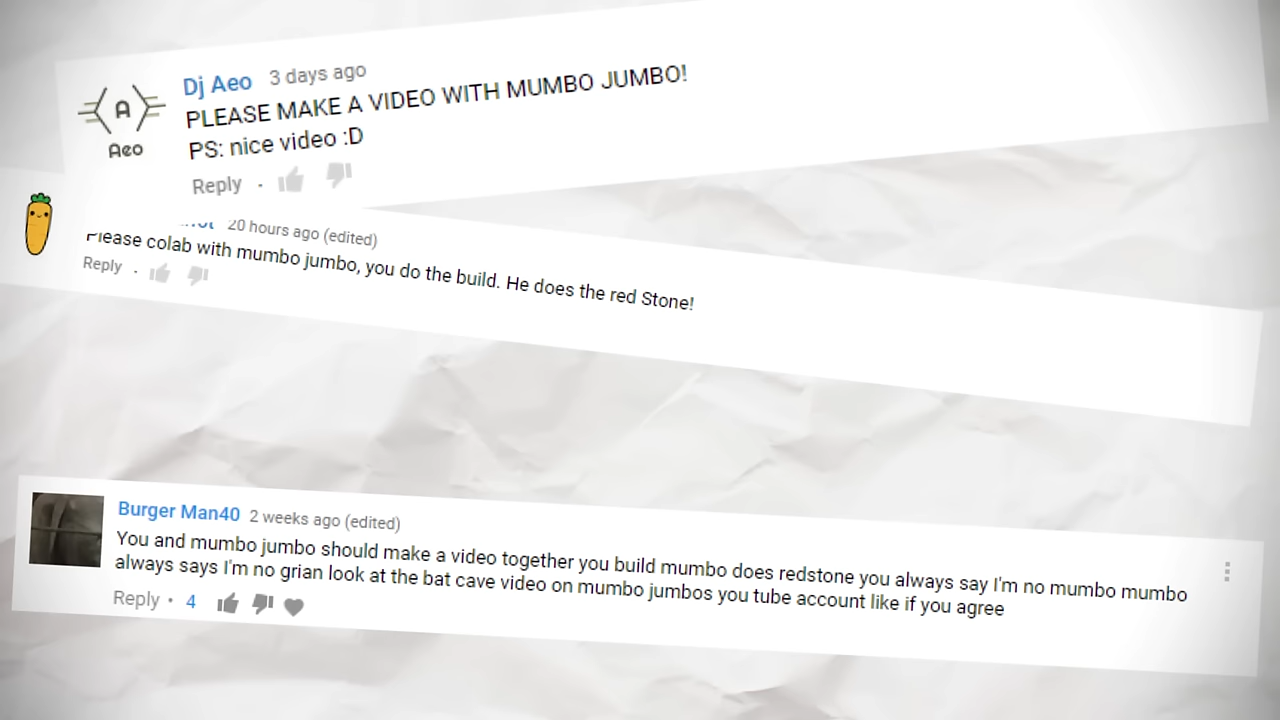 Dj Aeo 3 days ago
PLEASE MAKE A VIDEO WITH MUMBO JUMBO!
PS: nice video :D
Reply
A
Aeo
20 hours ago (edited)
Please colab with mumbo jumbo, you do the build. He does the red Stone!
Reply
Burger Man40 2 weeks ago (edited)
You and mumbo jumbo should make a video together you build mumbo does redstone you always say I'm no mumbo mumbo
always says I'm no grian look at the bat cave video on mumbo jumbos you tube account like if you agree
Reply • 4